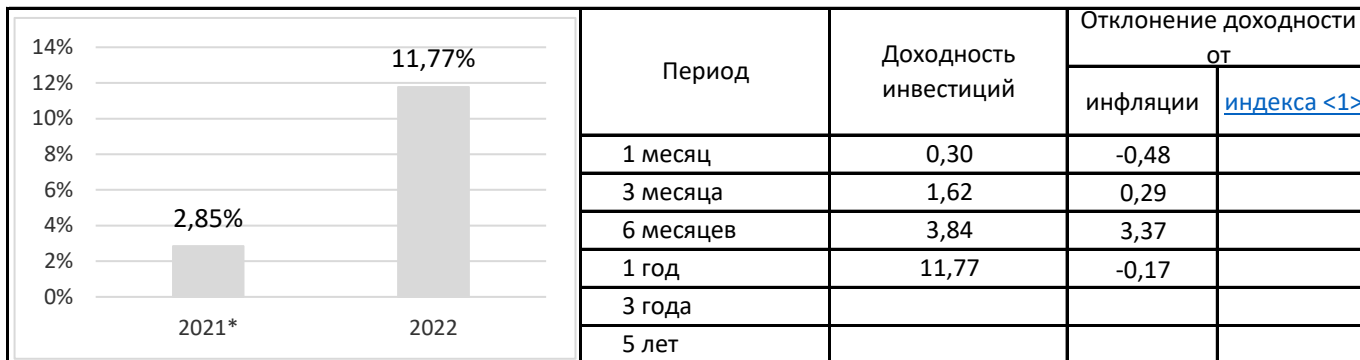 14%
12%
10%
8%
6%
4%
2%
0%
11,77%
2,85%
2021*
2022
Период
Доходность
инвестиций
Отклонение доходности
от
инфляции
индекса <1>
1 месяц 0,30 -0,48
3 месяца 1,62 0,29
6 месяцев 3,84 3,37
1 год 11,77 -0,17
3 года
5 лет